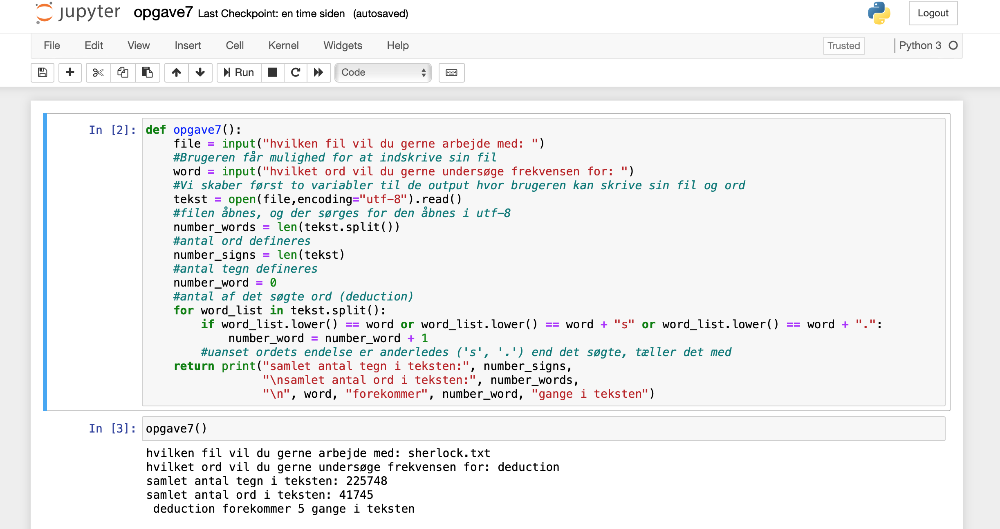 jupyter opgave7 Last Checkpoint: en time siden (autosaved) Logout
File Edit View Insert Cell Kernel Widgets Help Trusted Python 3
Run Code
In [2]: def opgave7():
    file = input("hvilken fil vil du gerne arbejde med: ")
    #Brugeren får mulighed for at indskrive sin fil
    word = input("hvilket ord vil du gerne undersøge frekvensen for: ")
    #Vi skaber først to variabler til de output hvor brugeren kan skrive sin fil og ord
    tekst = open(file,encoding="utf-8").read()
    #filen åbnes, og der sørges for den åbnes i utf-8
    number_words = len(tekst.split())
    #antal ord defineres
    number_signs = len(tekst)
    #antal tegn defineres
    number_word = 0
    #antal af det søgte ord (deduction)
    for word_list in tekst.split():
        if word_list.lower() == word or word_list.lower() == word + "s" or word_list.lower() == word + ".":
            number_word = number_word + 1
        #uanset ordets endelse er anderledes ('s', '.') end det søgte, tæller det med
    return print("samlet antal tegn i teksten:", number_signs,
                 "\nsamlet antal ord i teksten:", number_words,
                 "\n", word, "forekommer", number_word, "gange i teksten")
In [3]: opgave7()
hvilken fil vil du gerne arbejde med: sherlock.txt
hvilket ord vil du gerne undersøge frekvensen for: deduction
samlet antal tegn i teksten: 225748
samlet antal ord i teksten: 41745
 deduction forekommer 5 gange i teksten